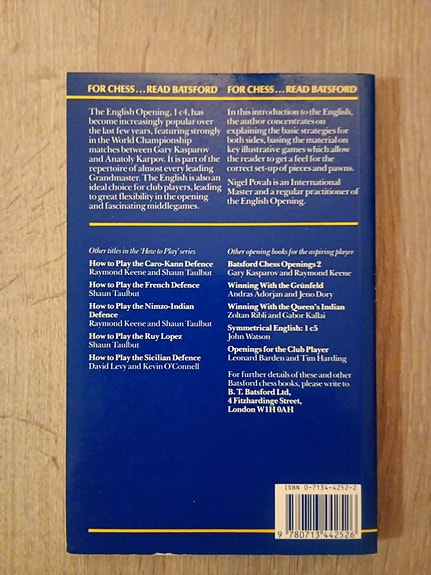 FOR CHESS...READ BATSFORD
FOR CHESS...READ BATSFORD
The English Opening, 1 c4, has
become increasingly popular over
the last few years, featuring strongly
in the World Championship
matches between Gary Kasparov
and Anatoly Karpov. It is part of the
repertoire of almost every leading
Grandmaster. The English is also an
ideal choice for club players, leading
to great flexibility in the opening
and fascinating middlegames.
In this introduction to the English,
the author concentrates on
explaining the basic strategies for
both sides, basing the material on
key illustrative games which allow
the reader to get a feel for the
correct set-up of pieces and pawns.
Nigel Povah is an International
Master and a regular practitioner of
the English Opening.
Other titles in the 'How to Play' series
How to Play the Caro-Kann Defence
Raymond Keene and Shaun Taulbut
How to Play the French Defence
Shaun Taulbut
How to Play the Nimzo-Indian
Defence
Raymond Keene and Shaun Taulbut
How to Play the Ruy Lopez
Shaun Taulbut
How to Play the Sicilian Defence
David Levy and Kevin O'Connell
Other opening books for the aspiring player
Batsford Chess Openings 2
Gary Kasparov and Raymond Keene
Winning With the Grünfeld
Andras Adorjan and Jeno Dory
Winning With the Queen's Indian
Zoltan Ribli and Gabor Kallai
Symmetrical English: 1 c5
John Watson
Openings for the Club Player
Leonard Barden and Tim Harding
For further details of these and other
Batsford chess books, please write to
B. T. Batsford Ltd,
4 Fitzhardinge Street,
London W1H 0AH
ISBN 0-7134-4252-2
9 780713 442526